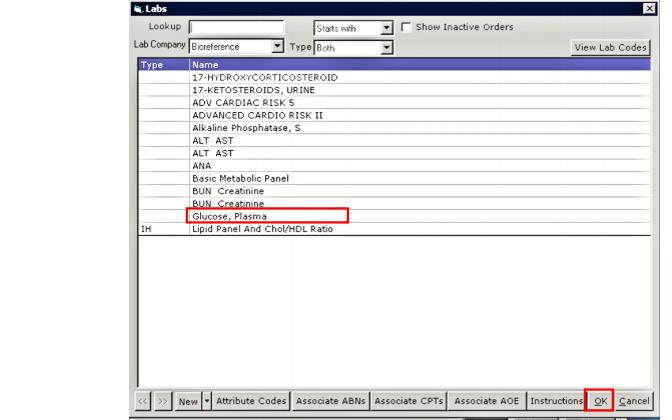 Labs
Lookup Starts with Show Inactive Orders
Lab Company Bioreference Type Both View Lab Codes
Type Name
17-HYDROXYCORTICOSTEROID
17-KETOSTEROIDS, URINE
ADV CARDIAC RISK 5
ADVANCED CARDIO RISK II
Alkaline Phosphatase, S
ALT AST
ALT AST
ANA
Basic Metabolic Panel
BUN Creatinine
BUN Creatinine
Glucose, Plasma
IH Lipid Panel And Chol/HDL Ratio
<< >> New Attribute Codes Associate ABNs Associate CPTs Associate AOE Instructions OK Cancel